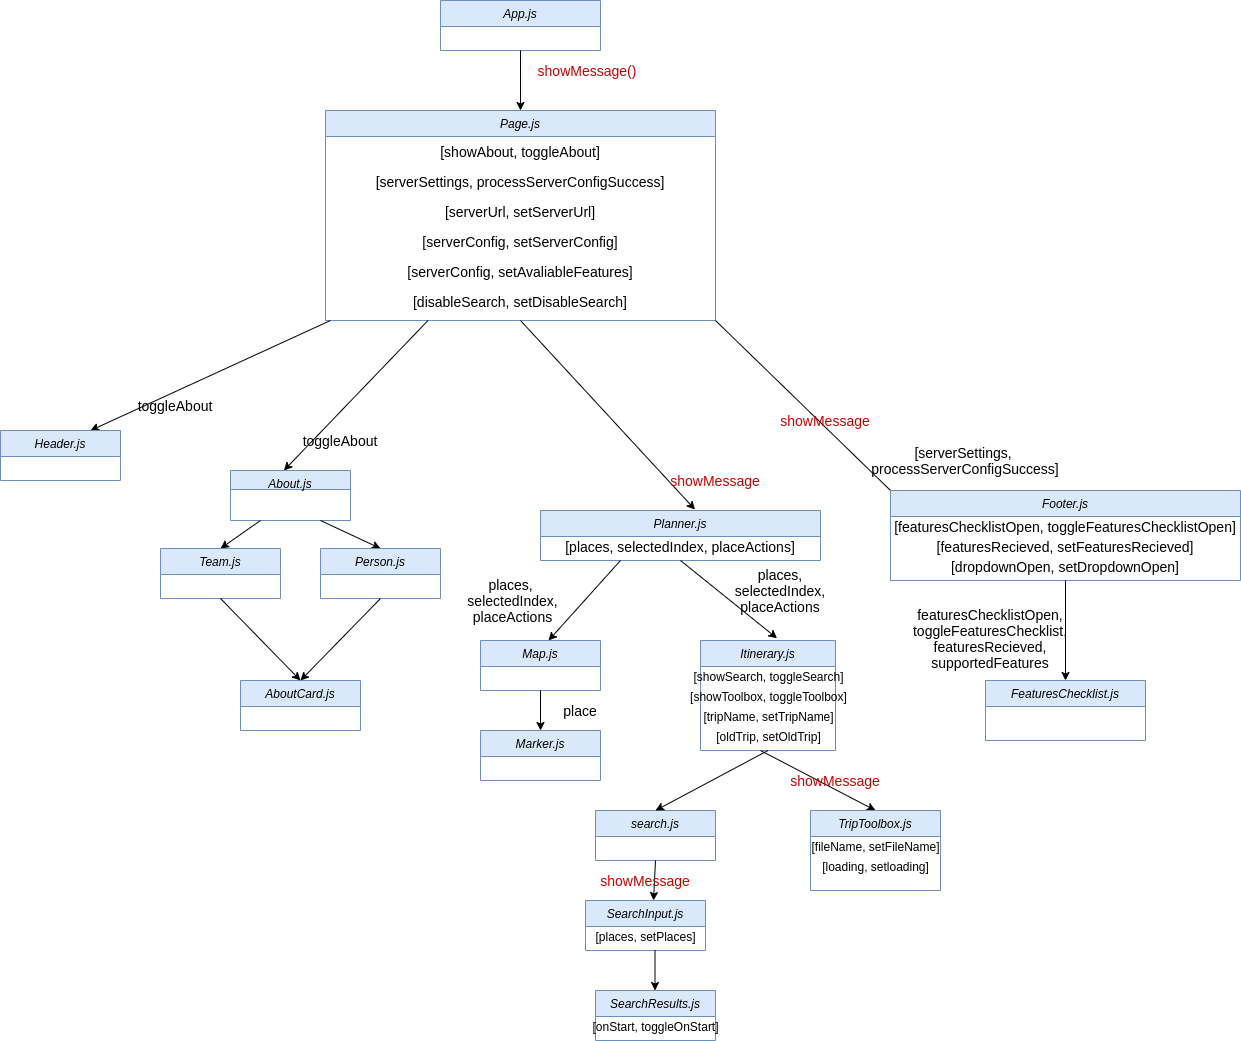 App.js
showMessage()
Page.js
[showAbout, toggleAbout]
[serverSettings, processServerConfigSuccess]
[serverUrl, setServerUrl]
[serverConfig, setServerConfig]
[serverConfig, setAvaliableFeatures]
[disableSearch, setDisableSearch]
toggleAbout
Header.js
toggleAbout
About.js
Team.js
Person.js
AboutCard.js
showMessage
Planner.js
[places, selectedIndex, placeActions]
places,
selectedIndex,
placeActions
Map.js
place
Marker.js
places,
selectedIndex,
placeActions
Itinerary.js
[showSearch, toggleSearch]
[showToolbox, toggleToolbox]
[tripName, setTripName]
[oldTrip, setOldTrip]
search.js
showMessage
SearchInput.js
[places, setPlaces]
SearchResults.js
[onStart, toggleOnStart]
showMessage
TripToolbox.js
[fileName, setFileName]
[loading, setloading]
showMessage
[serverSettings,
processServerConfigSuccess]
Footer.js
[featuresChecklistOpen, toggleFeaturesChecklistOpen]
[featuresRecieved, setFeaturesRecieved]
[dropdownOpen, setDropdownOpen]
featuresChecklistOpen,
toggleFeaturesChecklist,
featuresRecieved,
supportedFeatures
FeaturesChecklist.js